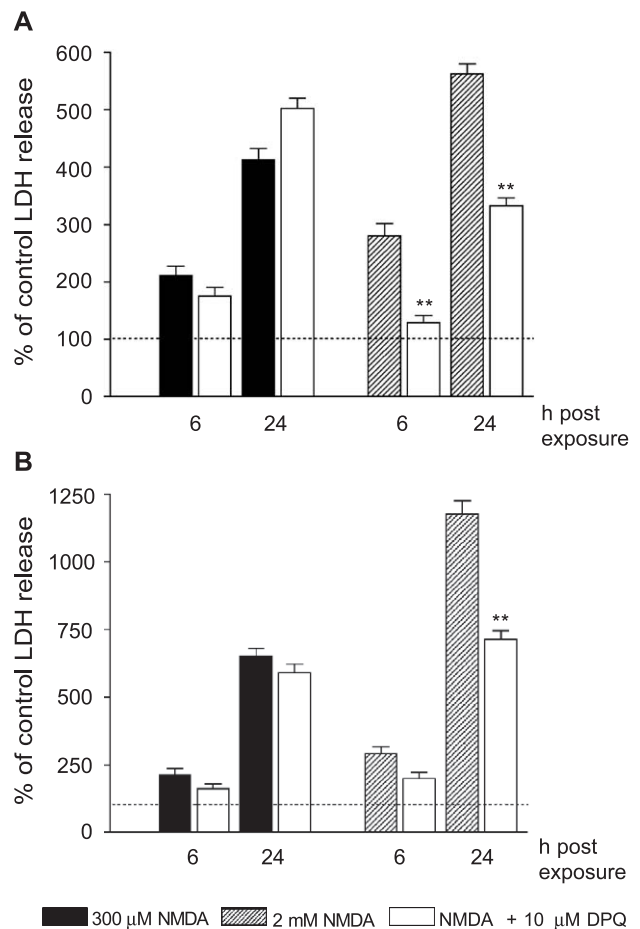 A
600
500
400
300
200
100
0
% of control LDH release
**
**
6 24 6 24
h post
exposure
B
1250
1000
750
500
250
0
% of control LDH release
**
6 24 6 24
h post
exposure
300 μM NMDA 2 mM NMDA NMDA + 10 μM DPQ